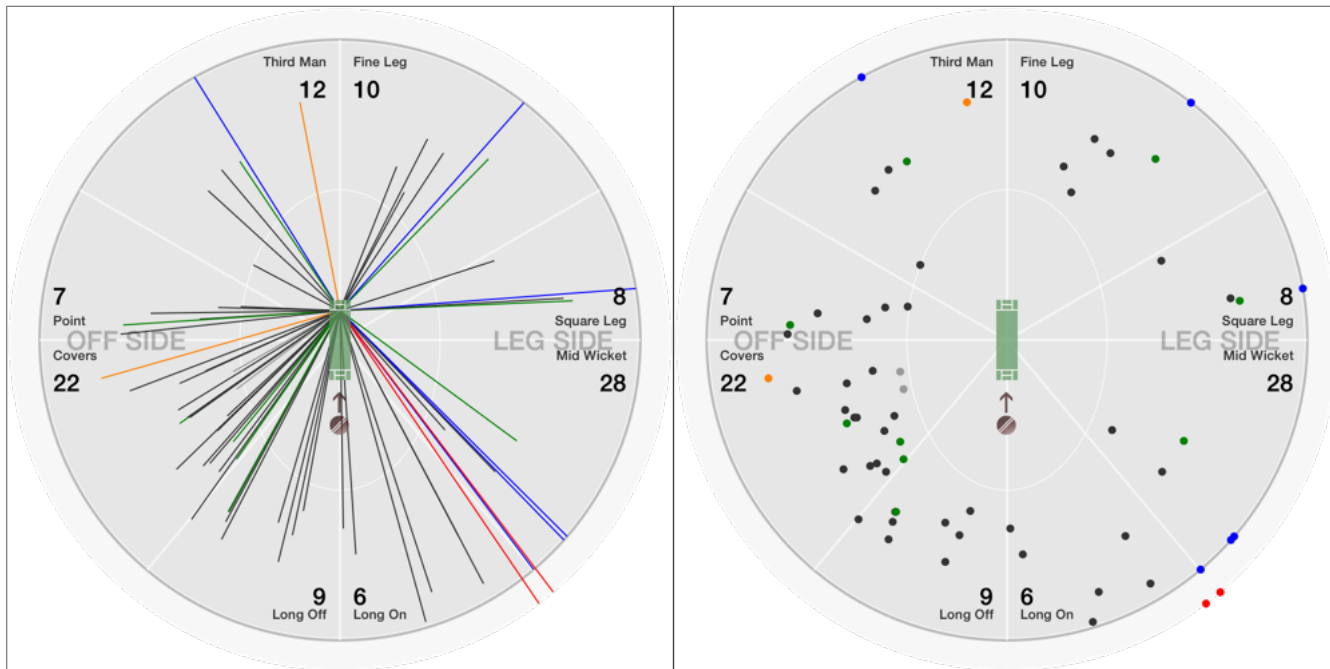 Third Man
12
Fine Leg
10
7
Point
OFF SIDE
Covers
22
8
Square Leg
LEG SIDE
Mid Wicket
28
9
Long Off
6
Long On
Third Man
12
Fine Leg
10
7
Point
OFF SIDE
Covers
22
8
Square Leg
LEG SIDE
Mid Wicket
28
9
Long Off
6
Long On